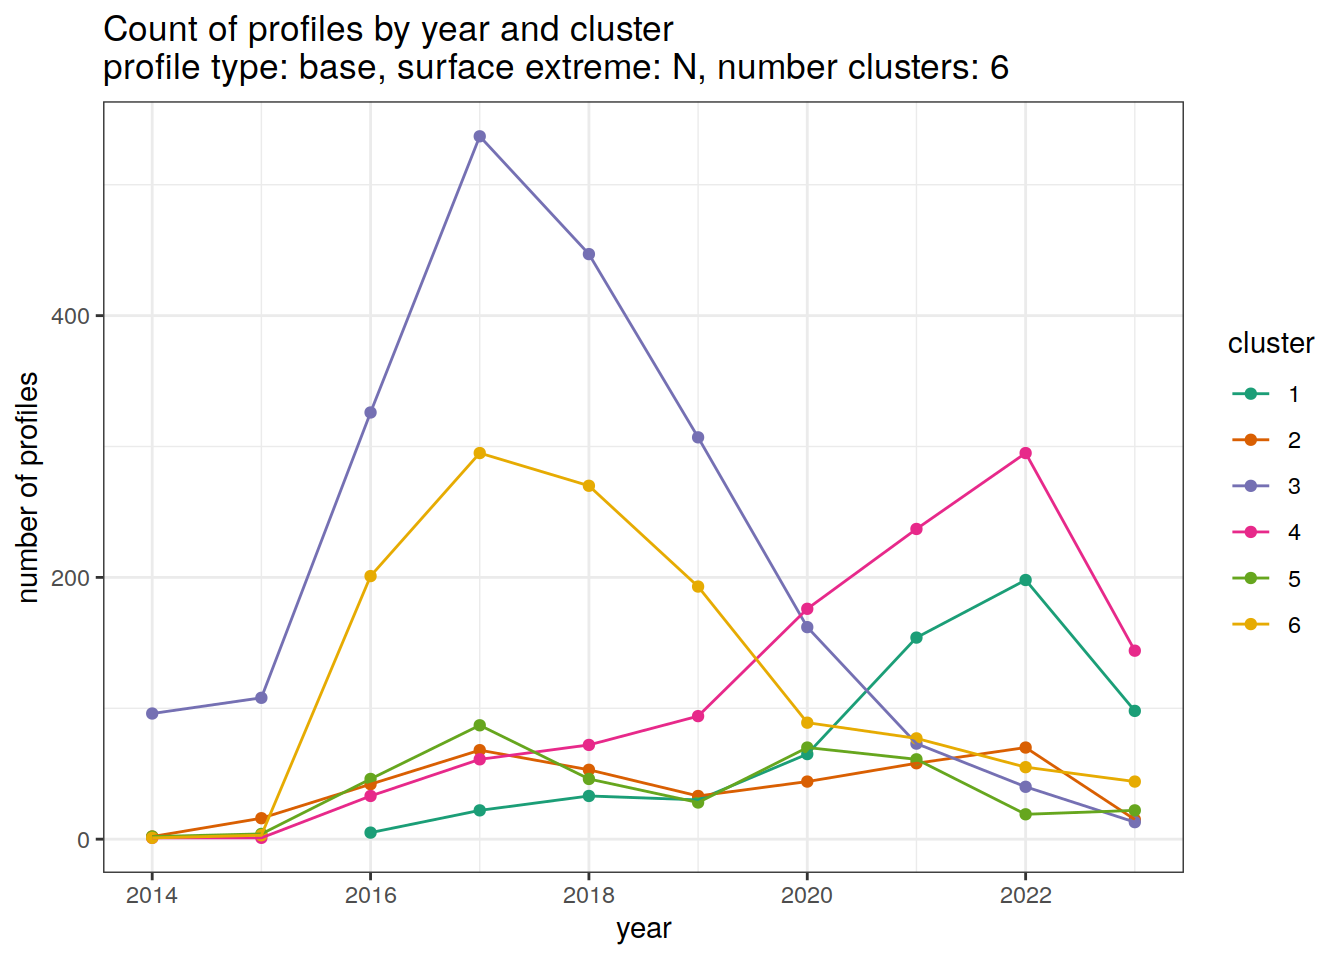 Count of profiles by year and cluster
profile type: base, surface extreme: N, number clusters: 6
number of profiles
400
200
0
2014
2016
2018
2020
2022
year
cluster
1
2
3
4
5
6